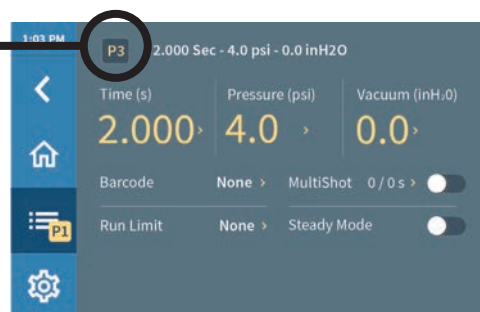 1:03 PM
P3 2.000 Sec - 4.0 psi - 0.0 inH2O
Time (s) Pressure (psi) Vacuum (inH₂0)
2.000 › 4.0 › 0.0 ›
Barcode None › MultiShot 0 / 0 s ›
P1 Run Limit None › Steady Mode